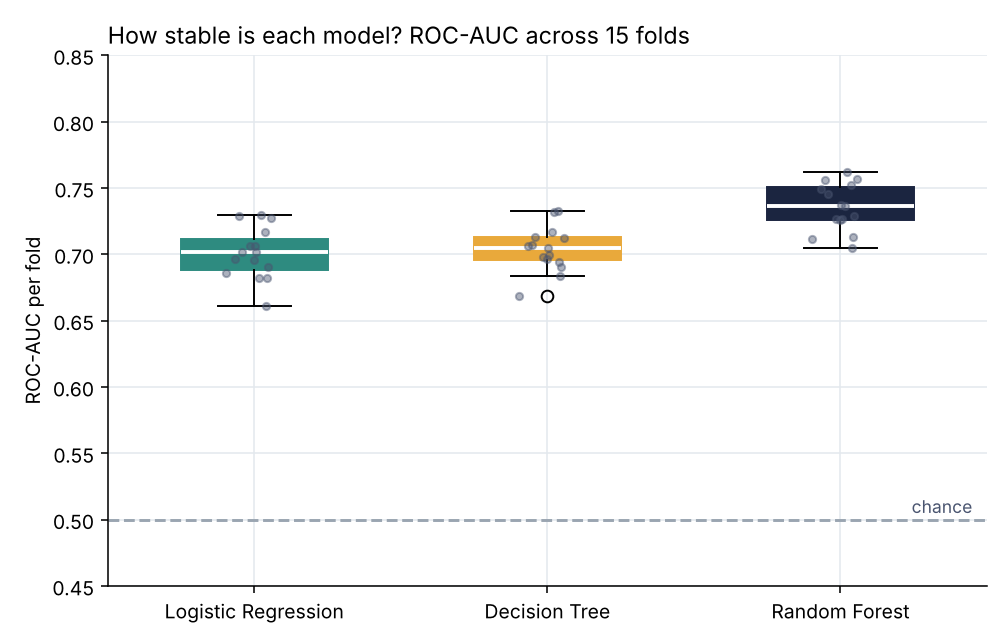 How stable is each model? ROC-AUC across 15 folds
ROC-AUC per fold
0.85
0.80
0.75
0.70
0.65
0.60
0.55
0.50
0.45
chance
Logistic Regression
Decision Tree
Random Forest